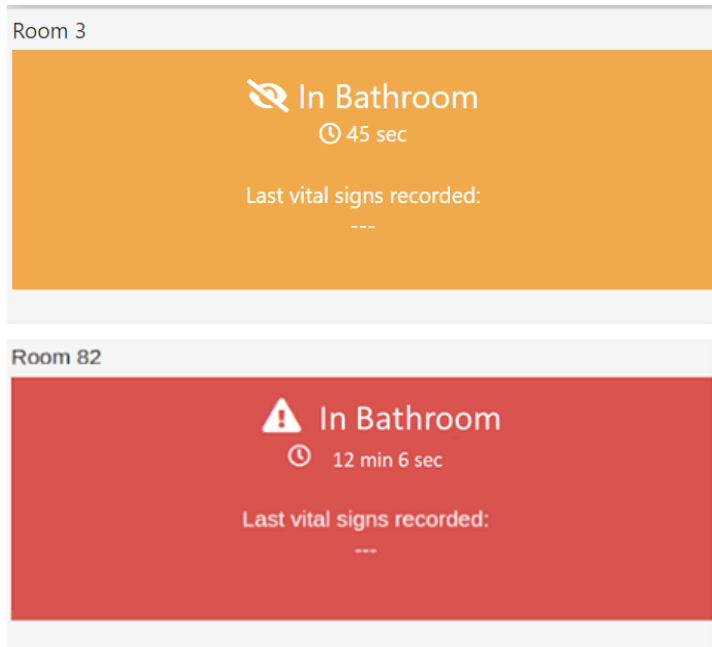 Room 3
In Bathroom
45 sec
Last vital signs recorded:
---
Room 82
In Bathroom
12 min 6 sec
Last vital signs recorded:
---